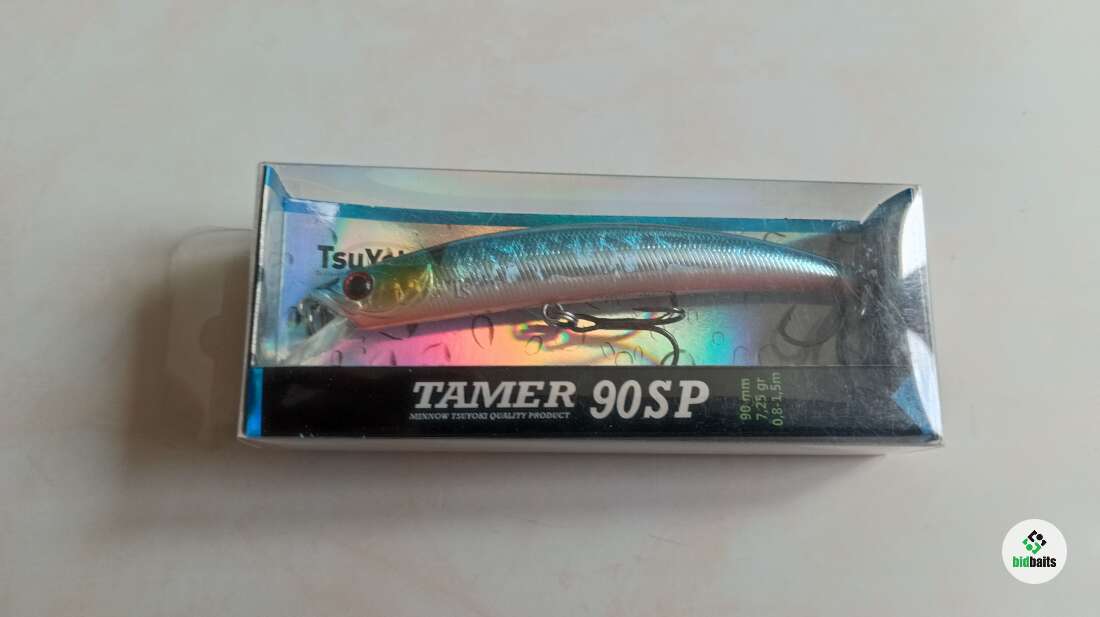 TAMER 90SP
MINNOW TSUYOKI QUALITY PRODUCT
90 mm
7,25 gr
0,8-1,5m
bidbaits